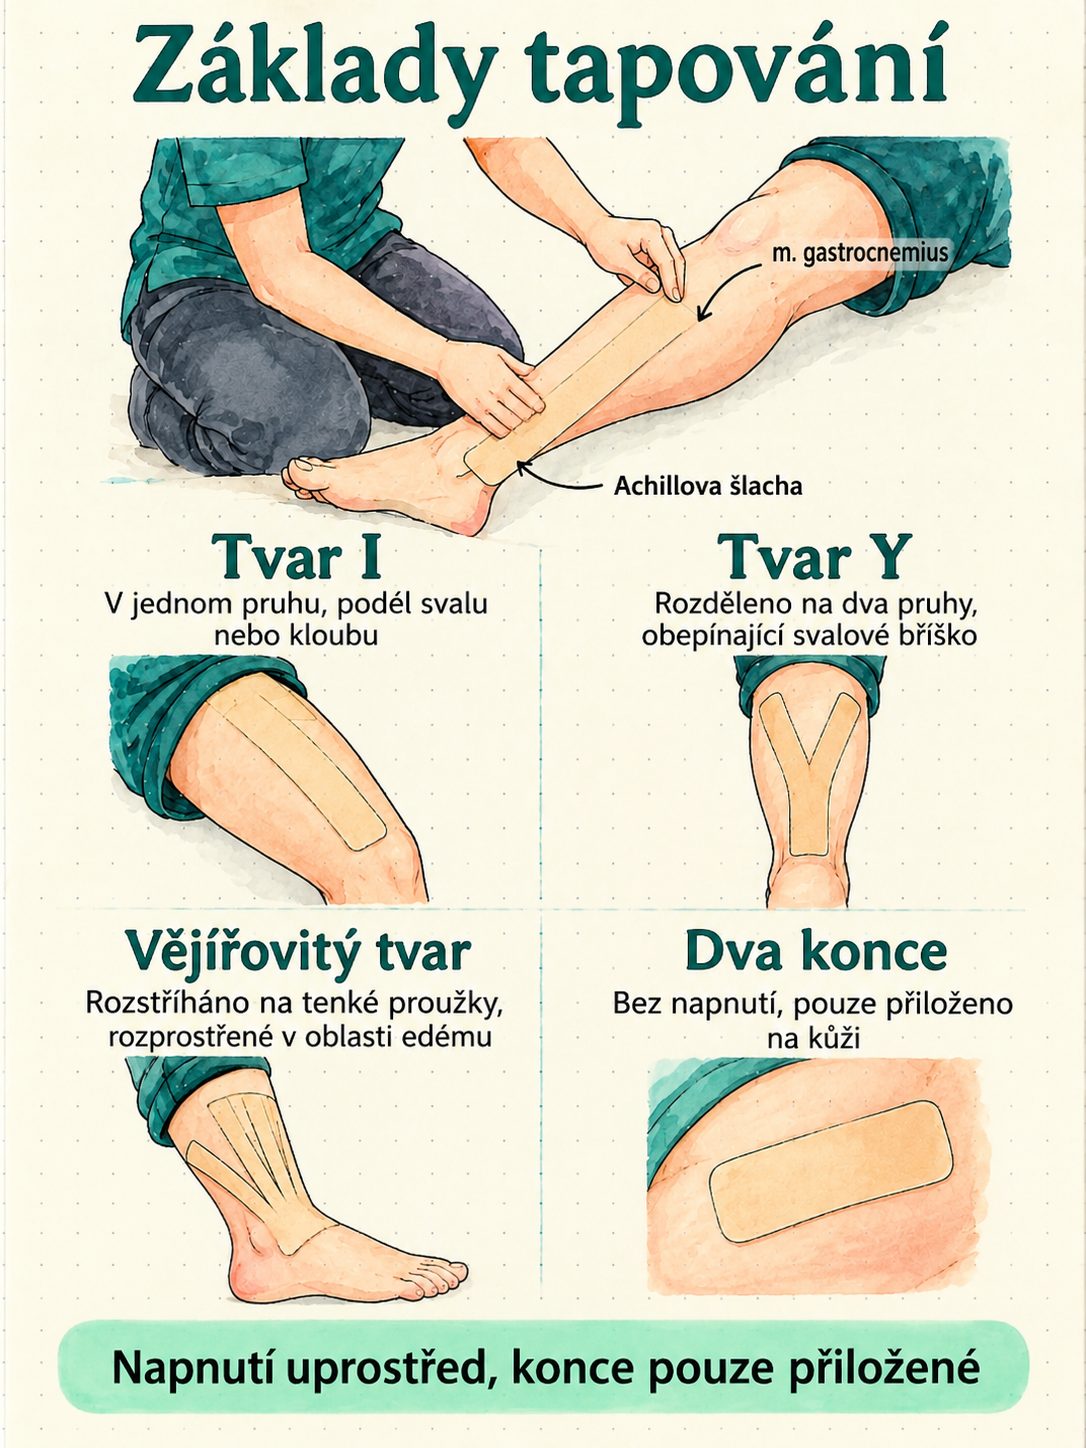 Základy tapování
m. gastrocnemius
Achillova šlacha
Tvar I
V jednom pruhu, podél svalu
nebo kloubu
Tvar Y
Rozděleno na dva pruhy,
obepínající svalové bříško
Vějířovitý tvar
Rozstříháno na tenké proužky,
rozprostřené v oblasti edému
Dva konce
Bez napnutí, pouze přiloženo
na kůži
Napnutí uprostřed, konce pouze přiložené